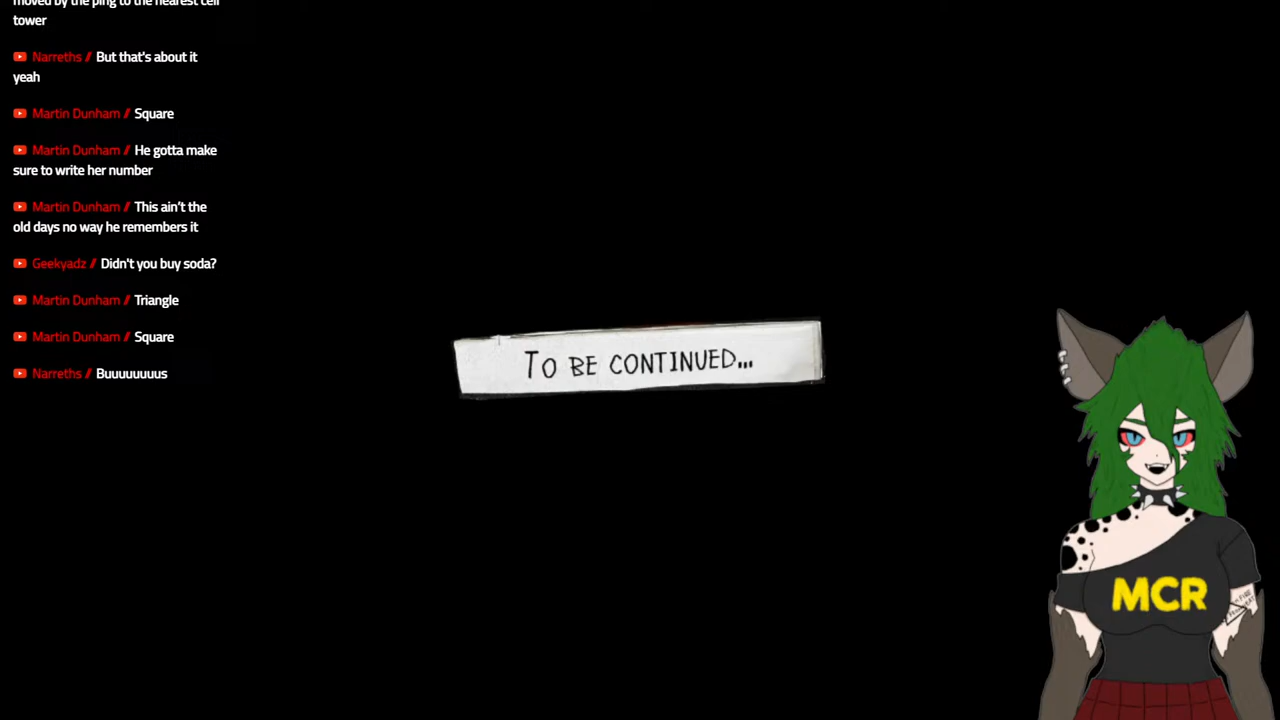 moved by the ping to the nearest cell
tower
Narreths // But that's about it
yeah
Martin Dunham // Square
Martin Dunham // He gotta make
sure to write her number
Martin Dunham // This ain't the
old days no way he remembers it
Geekyadz // Didn't you buy soda?
Martin Dunham // Triangle
Martin Dunham // Square
Narreths // Buuuuuuuus
TO BE CONTINUED...
MCR